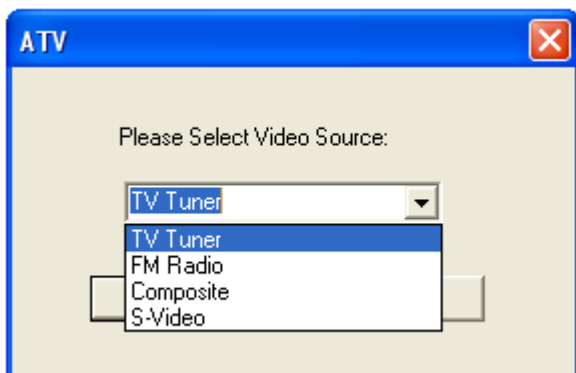 ATV
Please Select Video Source:
TV Tuner
TV Tuner
FM Radio
Composite
S-Video